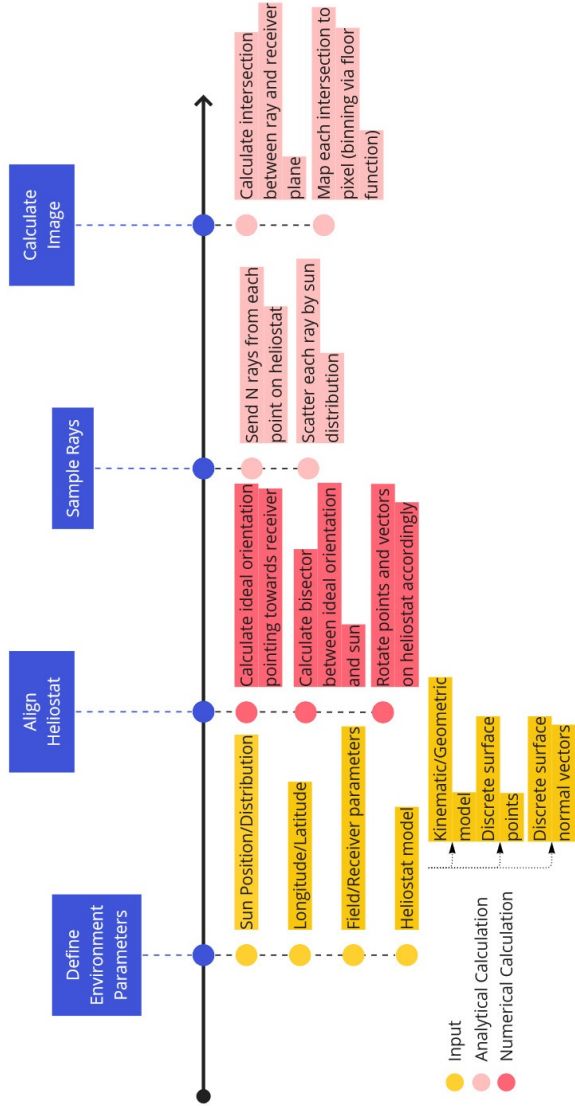 Define
Environment
Parameters
Align
Heliostat
Sample Rays
Calculate
Image
Sun Position/Distribution
Longitude/Latitude
Field/Receiver parameters
Heliostat model
Kinematic/Geometric
model
Discrete surface
points
Discrete surface
normal vectors
Calculate ideal orientation
pointing towards receiver
Calculate bisector
between ideal orientation
and sun
Rotate points and vectors
on heliostat accordingly
Send N rays from each
point on heliostat
Scatter each ray by sun
distribution
Calculate intersection
between ray and receiver
plane
Map each intersection to
pixel (binning via floor
function)
Input
Analytical Calculation
Numerical Calculation